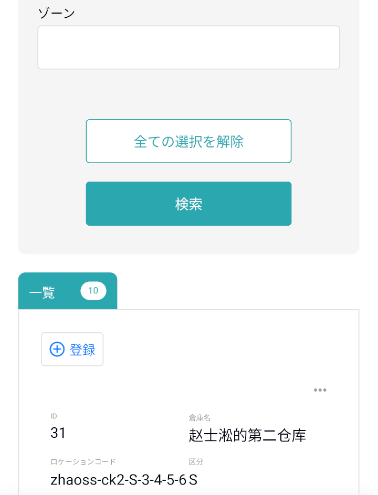 ゾーン
全ての選択を解除
検索
一覧 10
登録
ID 倉庫名
31 赵士淞的第二仓库
ロケーションコード 区分
zhaoss-ck2-S-3-4-5-6 S